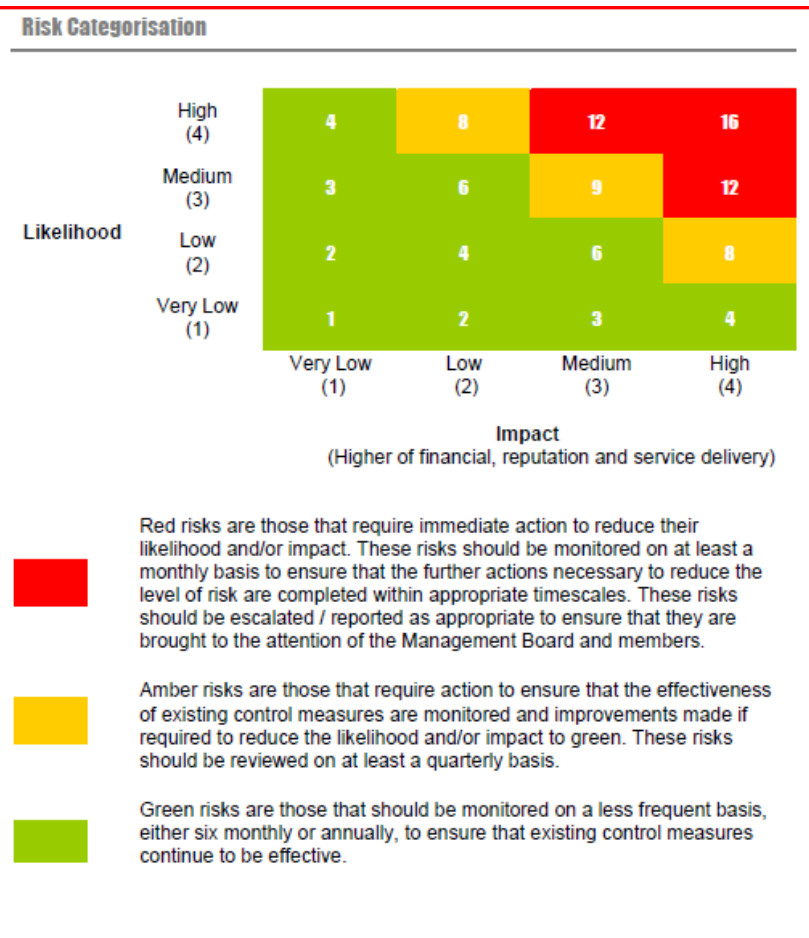 Risk Categorisation
High
(4)
4 8 12 16
Medium
(3)
3 6 9 12
Likelihood
Low
(2)
2 4 6 8
Very Low
(1)
1 2 3 4
Very Low Low Medium High
(1) (2) (3) (4)
Impact
(Higher of financial, reputation and service delivery)
Red risks are those that require immediate action to reduce their
likelihood and/or impact. These risks should be monitored on at least a
monthly basis to ensure that the further actions necessary to reduce the
level of risk are completed within appropriate timescales. These risks
should be escalated / reported as appropriate to ensure that they are
brought to the attention of the Management Board and members.
Amber risks are those that require action to ensure that the effectiveness
of existing control measures are monitored and improvements made if
required to reduce the likelihood and/or impact to green. These risks
should be reviewed on at least a quarterly basis.
Green risks are those that should be monitored on a less frequent basis,
either six monthly or annually, to ensure that existing control measures
continue to be effective.